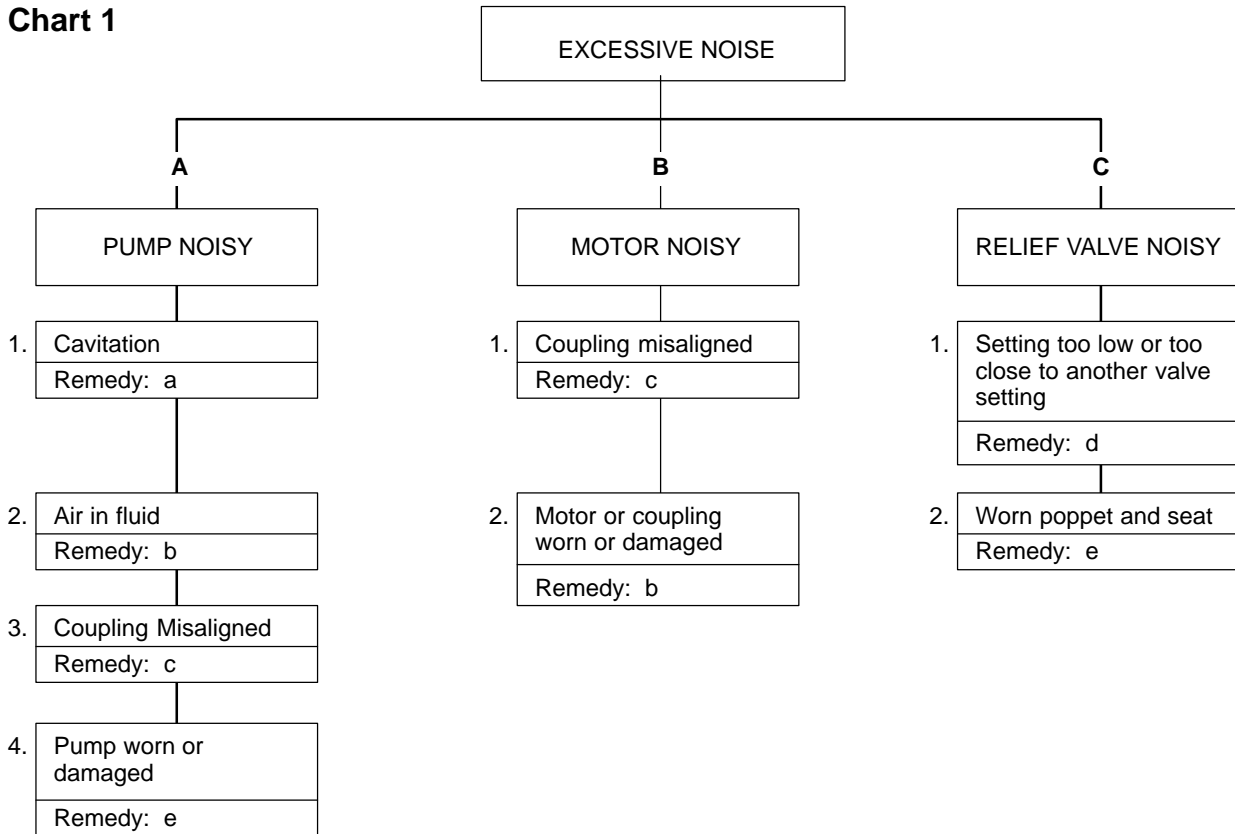 Chart 1
EXCESSIVE NOISE
A
PUMP NOISY
1. Cavitation
Remedy: a
2. Air in fluid
Remedy: b
3. Coupling Misaligned
Remedy: c
4. Pump worn or
damaged
Remedy: e
B
MOTOR NOISY
1. Coupling misaligned
Remedy: c
2. Motor or coupling
worn or damaged
Remedy: b
C
RELIEF VALVE NOISY
1. Setting too low or too
close to another valve
setting
Remedy: d
2. Worn poppet and seat
Remedy: e